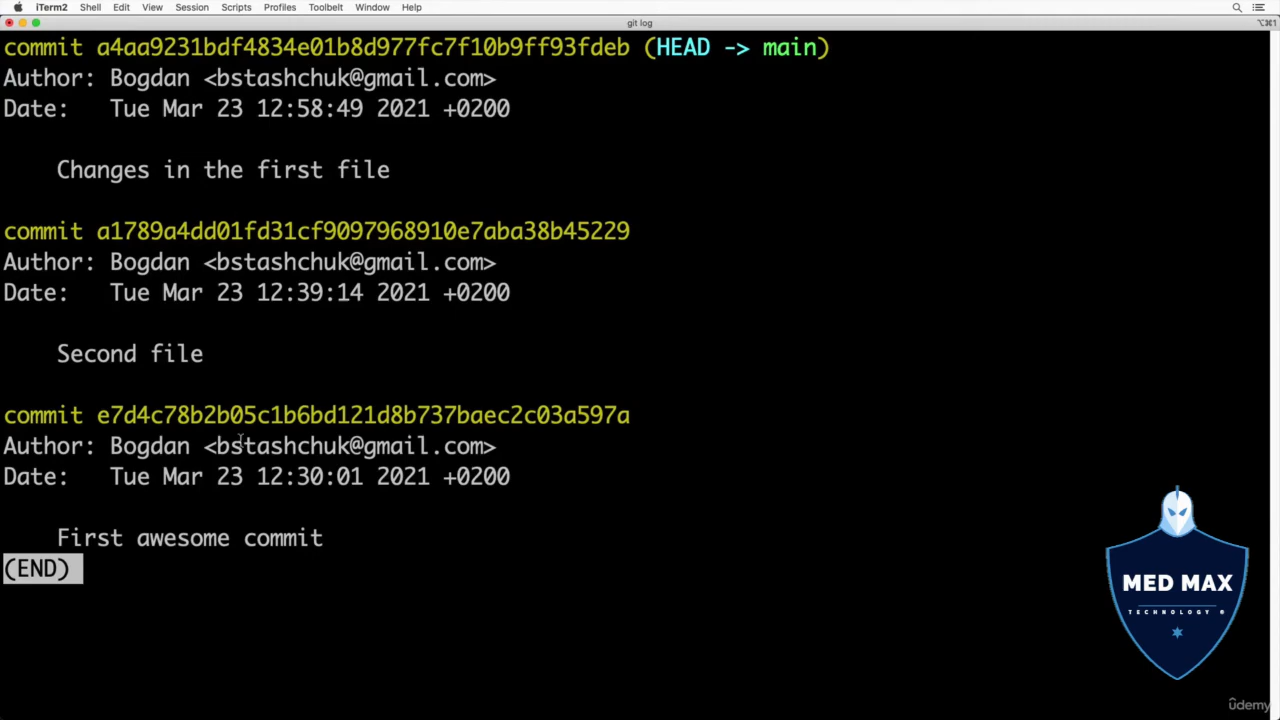 iTerm2 Shell Edit View Session Scripts Profiles Toolbelt Window Help
git log ⌥⌘1
commit a4aa9231bdf4834e01b8d977fc7f10b9ff93fdeb (HEAD -> main)
Author: Bogdan <bstashchuk@gmail.com>
Date:   Tue Mar 23 12:58:49 2021 +0200
Changes in the first file
commit a1789a4dd01fd31cf9097968910e7aba38b45229
Author: Bogdan <bstashchuk@gmail.com>
Date:   Tue Mar 23 12:39:14 2021 +0200
Second file
commit e7d4c78b2b05c1b6bd121d8b737baec2c03a597a
Author: Bogdan <bstashchuk@gmail.com>
Date:   Tue Mar 23 12:30:01 2021 +0200
First awesome commit
(END)
MED MAX
TECHNOLOGY ®
ûdemy